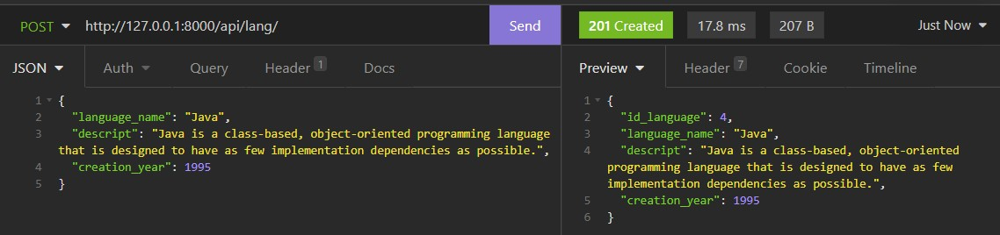 POST http://127.0.0.1:8000/api/lang/ Send
JSON Auth Query Header 1 Docs
1 {
2 "language_name": "Java",
3 "descript": "Java is a class-based, object-oriented programming language
that is designed to have as few implementation dependencies as possible.",
4 "creation_year": 1995
5 }
201 Created 17.8 ms 207 B Just Now
Preview Header 7 Cookie Timeline
1 {
2 "id_language": 4,
3 "language_name": "Java",
4 "descript": "Java is a class-based, object-oriented
programming language that is designed to have as few
implementation dependencies as possible.",
5 "creation_year": 1995
6 }